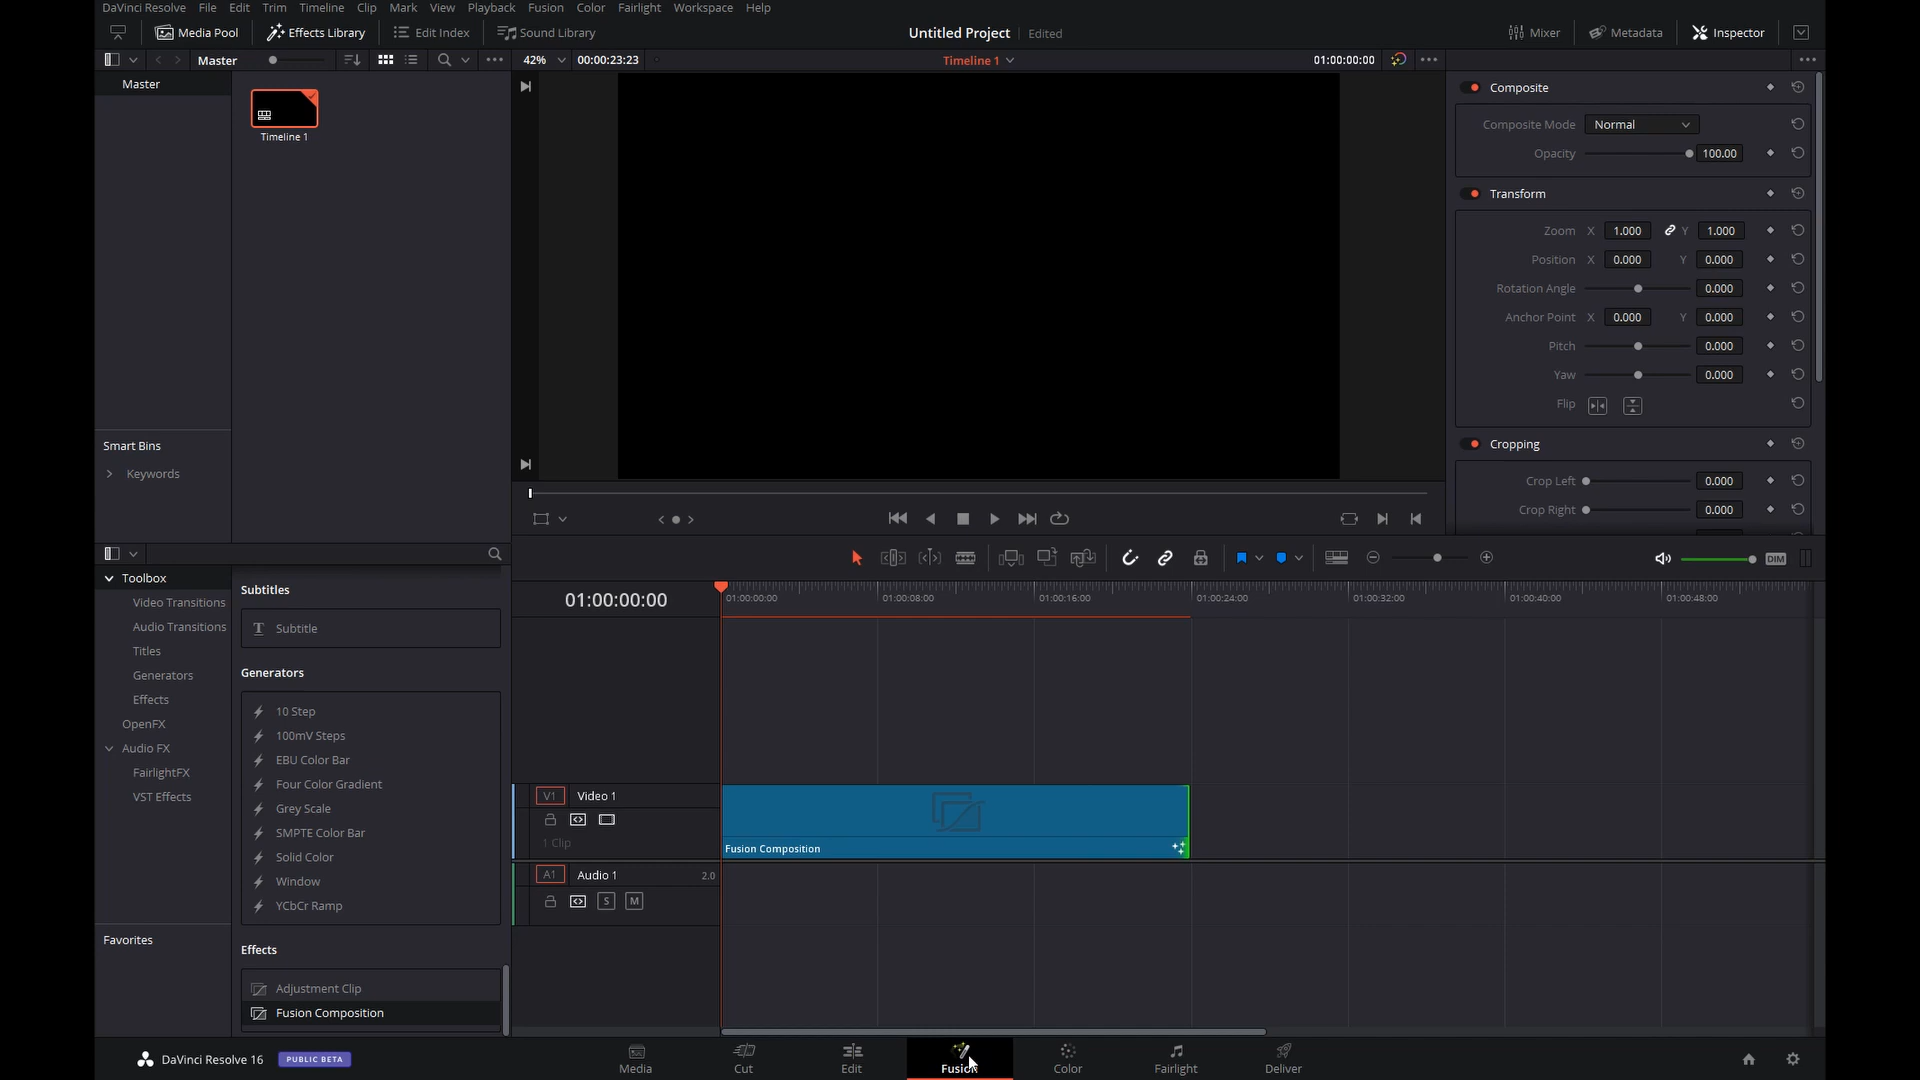 DaVinci Resolve File Edit Trim Timeline Clip Mark View Playback Fusion Color Fairlight Workspace Help
Media Pool Effects Library Edit Index Sound Library Untitled Project Edited Mixer Metadata Inspector
Master 42% 00:00:23:23 Timeline 1 01:00:00:00
Master
Timeline 1
Composite
Composite Mode Normal
Opacity 100.00
Transform
Zoom X 1.000 Y 1.000
Position X 0.000 Y 0.000
Rotation Angle 0.000
Anchor Point X 0.000 Y 0.000
Pitch 0.000
Yaw 0.000
Flip
Cropping
Crop Left 0.000
Crop Right 0.000
Smart Bins
Keywords
Toolbox
Video Transitions
Audio Transitions
Titles
Generators
Effects
OpenFX
Audio FX
FairlightFX
VST Effects
Favorites
Subtitles
Subtitle
Generators
10 Step
100mV Steps
EBU Color Bar
Four Color Gradient
Grey Scale
SMPTE Color Bar
Solid Color
Window
YCbCr Ramp
Effects
Adjustment Clip
Fusion Composition
DIM
01:00:00:00 01:00:00:00 01:00:08:00 01:00:16:00 01:00:24:00 01:00:32:00 01:00:40:00 01:00:48:00
V1 Video 1
1 Clip
Fusion Composition
A1 Audio 1 2.0
S M
DaVinci Resolve 16 PUBLIC BETA Media Cut Edit Fusion Color Fairlight Deliver